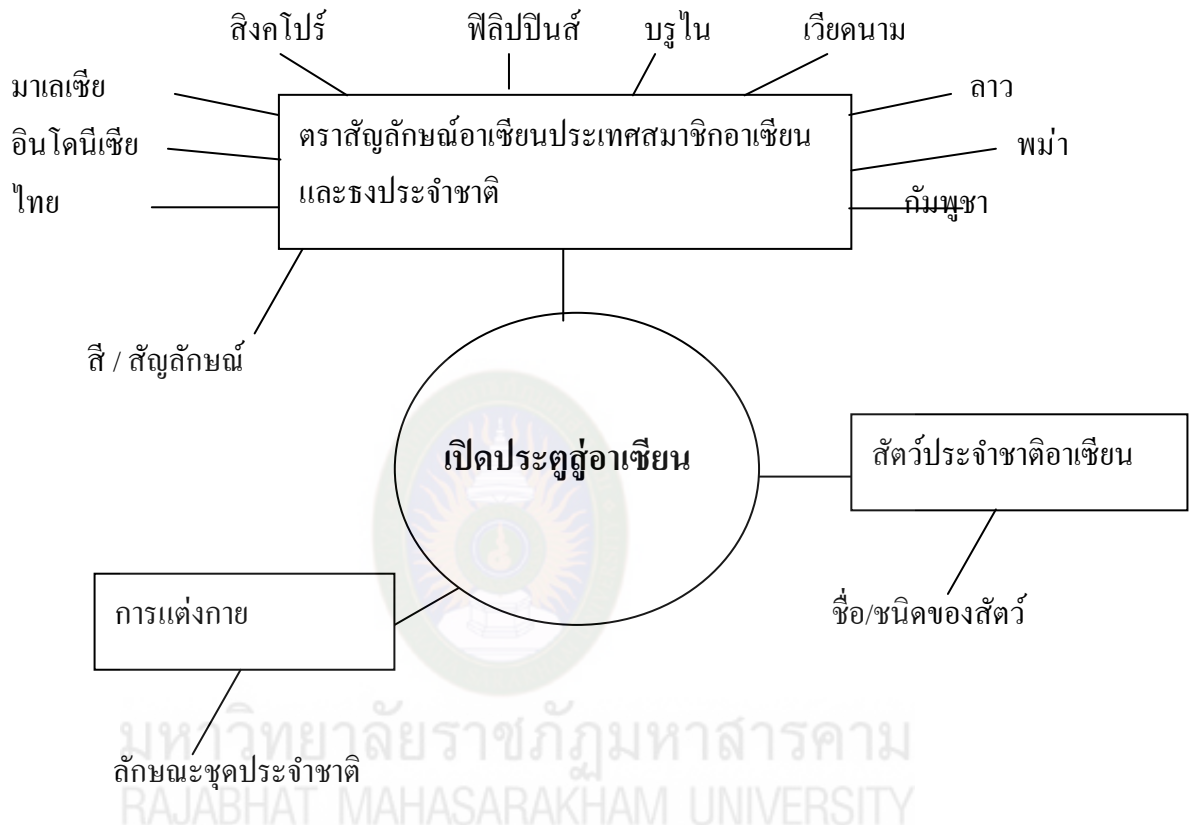 สิงคโปร์ ฟิลิปปินส์ บรูไน เวียดนาม
มาเลเซีย ลาว
อินโดนีเซีย พม่า
ไทย กัมพูชา
ตราสัญลักษณ์อาเซียนประเทศสมาชิกอาเซียน
และธงประจำชาติ
สี / สัญลักษณ์
เปิดประตูสู่อาเซียน
สัตว์ประจำชาติอาเซียน
ชื่อ/ชนิดของสัตว์
การแต่งกาย
ลักษณะชุดประจำชาติ
มหาวิทยาลัยราชภัฏมหาสารคาม
RAJABHAT MAHASARAKHAM UNIVERSITY